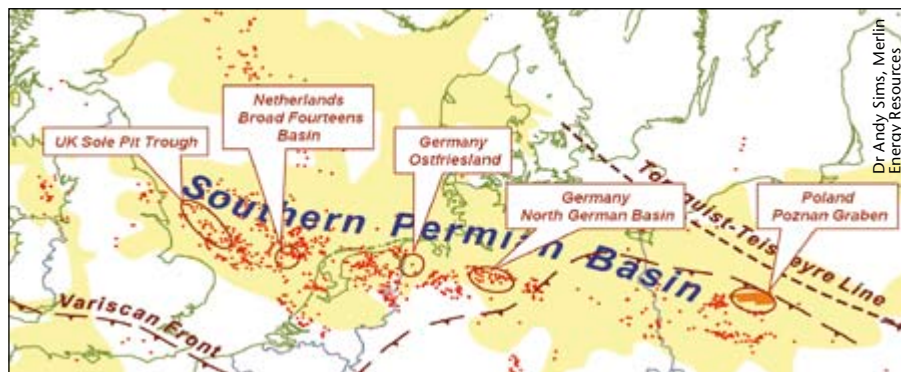 Dr Andy Sims, Merlin
Energy Resources
Netherlands
Broad Fourteens
Basin
UK Sole Pit Trough
Germany
Ostfriesland
Germany
North German Basin
Poland
Poznan Graben
Southern Permian Basin
Tornquist-Teisseyre Line
Variscan Front